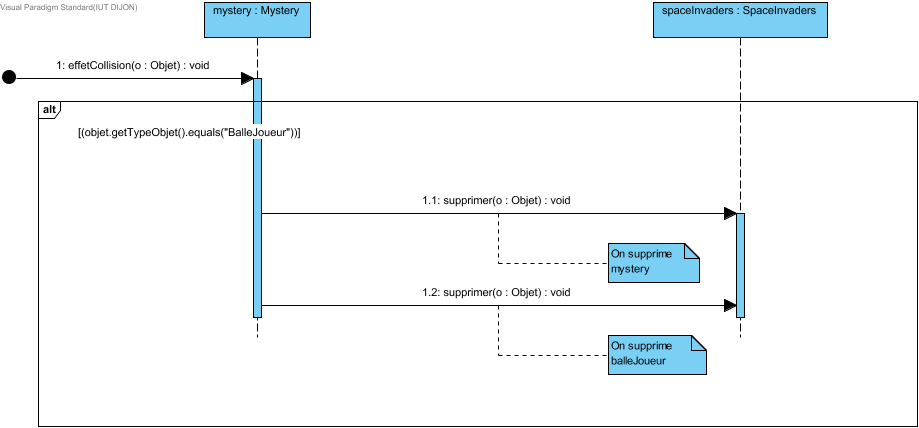 Visual Paradigm Standard(IUT DIJON)
mystery : Mystery
spaceInvaders : SpaceInvaders
1: effetCollision(o : Objet) : void
alt
[(objet.getTypeObjet().equals("BalleJoueur"))]
1.1: supprimer(o : Objet) : void
On supprime
mystery
1.2: supprimer(o : Objet) : void
On supprime
balleJoueur